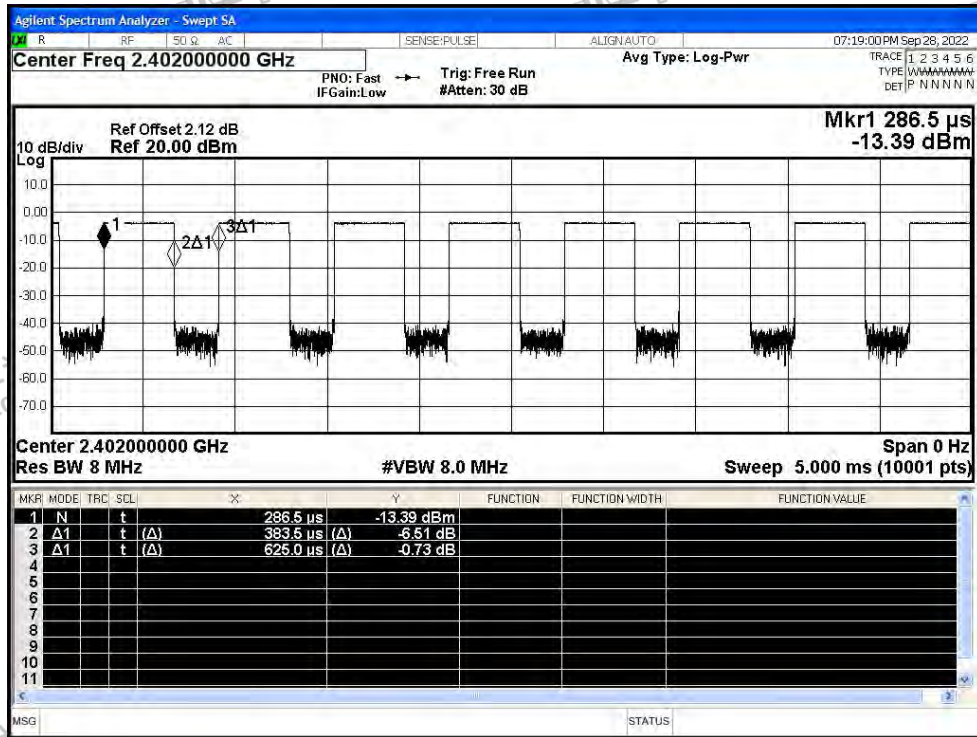 Agilent Spectrum Analyzer - Swept SA
LXI R RF 50 Ω AC SENSE:PULSE ALIGN AUTO 07:19:00 PM Sep 28, 2022
Center Freq 2.402000000 GHz Avg Type: Log-Pwr TRACE 1 2 3 4 5 6
PNO: Fast Trig: Free Run TYPE WWWWWW
IFGain:Low #Atten: 30 dB DET P N N N N N
Mkr1 286.5 µs
-13.39 dBm
Ref Offset 2.12 dB
10 dB/div Ref 20.00 dBm
Log
10.0
0.00
-10.0
-20.0
-30.0
-40.0
-50.0
-60.0
-70.0
1
2Δ1
3Δ1
Center 2.402000000 GHz Span 0 Hz
Res BW 8 MHz #VBW 8.0 MHz Sweep 5.000 ms (10001 pts)
MKR MODE TRC SCL X Y FUNCTION FUNCTION WIDTH FUNCTION VALUE
1 N t 286.5 µs -13.39 dBm
2 Δ1 t (Δ) 383.5 µs (Δ) -6.51 dB
3 Δ1 t (Δ) 625.0 µs (Δ) -0.73 dB
4
5
6
7
8
9
10
11
MSG STATUS